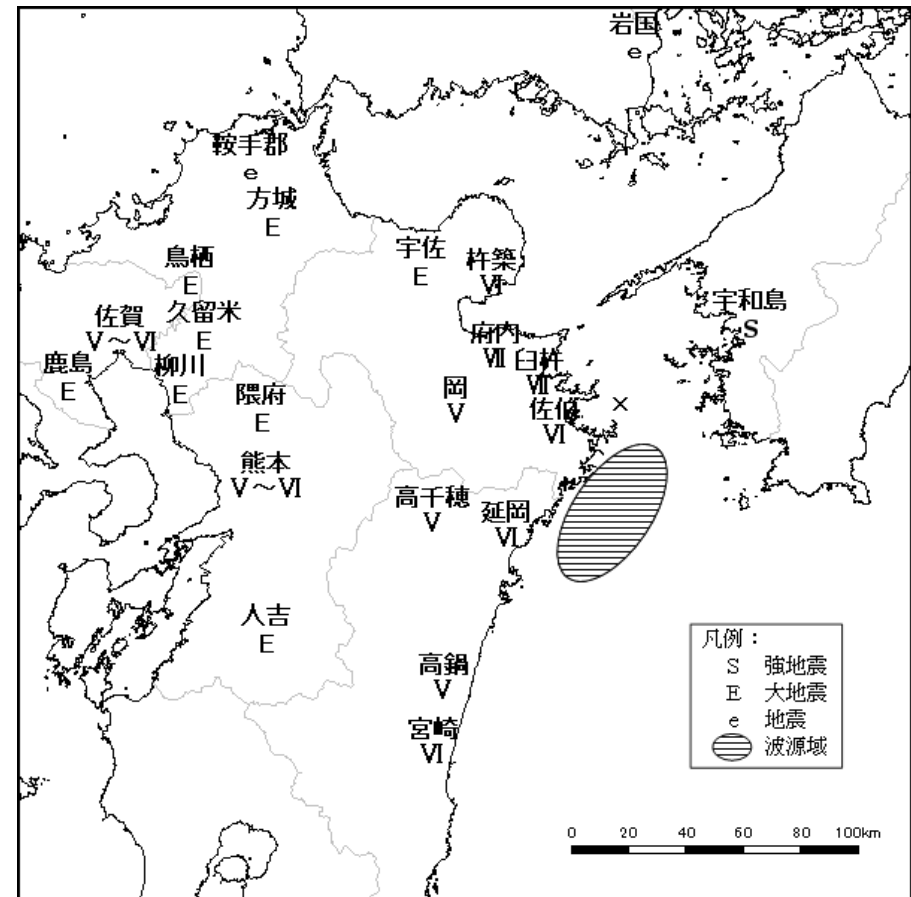 岩国
e
鞍手郡
e
方城
E
宇佐
E
杵築
Ⅵ
鳥栖
E
宇和島
S
佐賀
Ⅴ～Ⅵ
久留米
E
府内
Ⅶ
臼杵
Ⅶ
鹿島
E
柳川
E
隈府
E
岡
Ⅴ
佐伯
Ⅵ
×
熊本
Ⅴ～Ⅵ
高千穂
Ⅴ
延岡
Ⅵ
人吉
E
高鍋
Ⅴ
宮崎
Ⅵ
凡例：
S 強地震
E 大地震
e 地震
波源域
0 20 40 60 80 100km